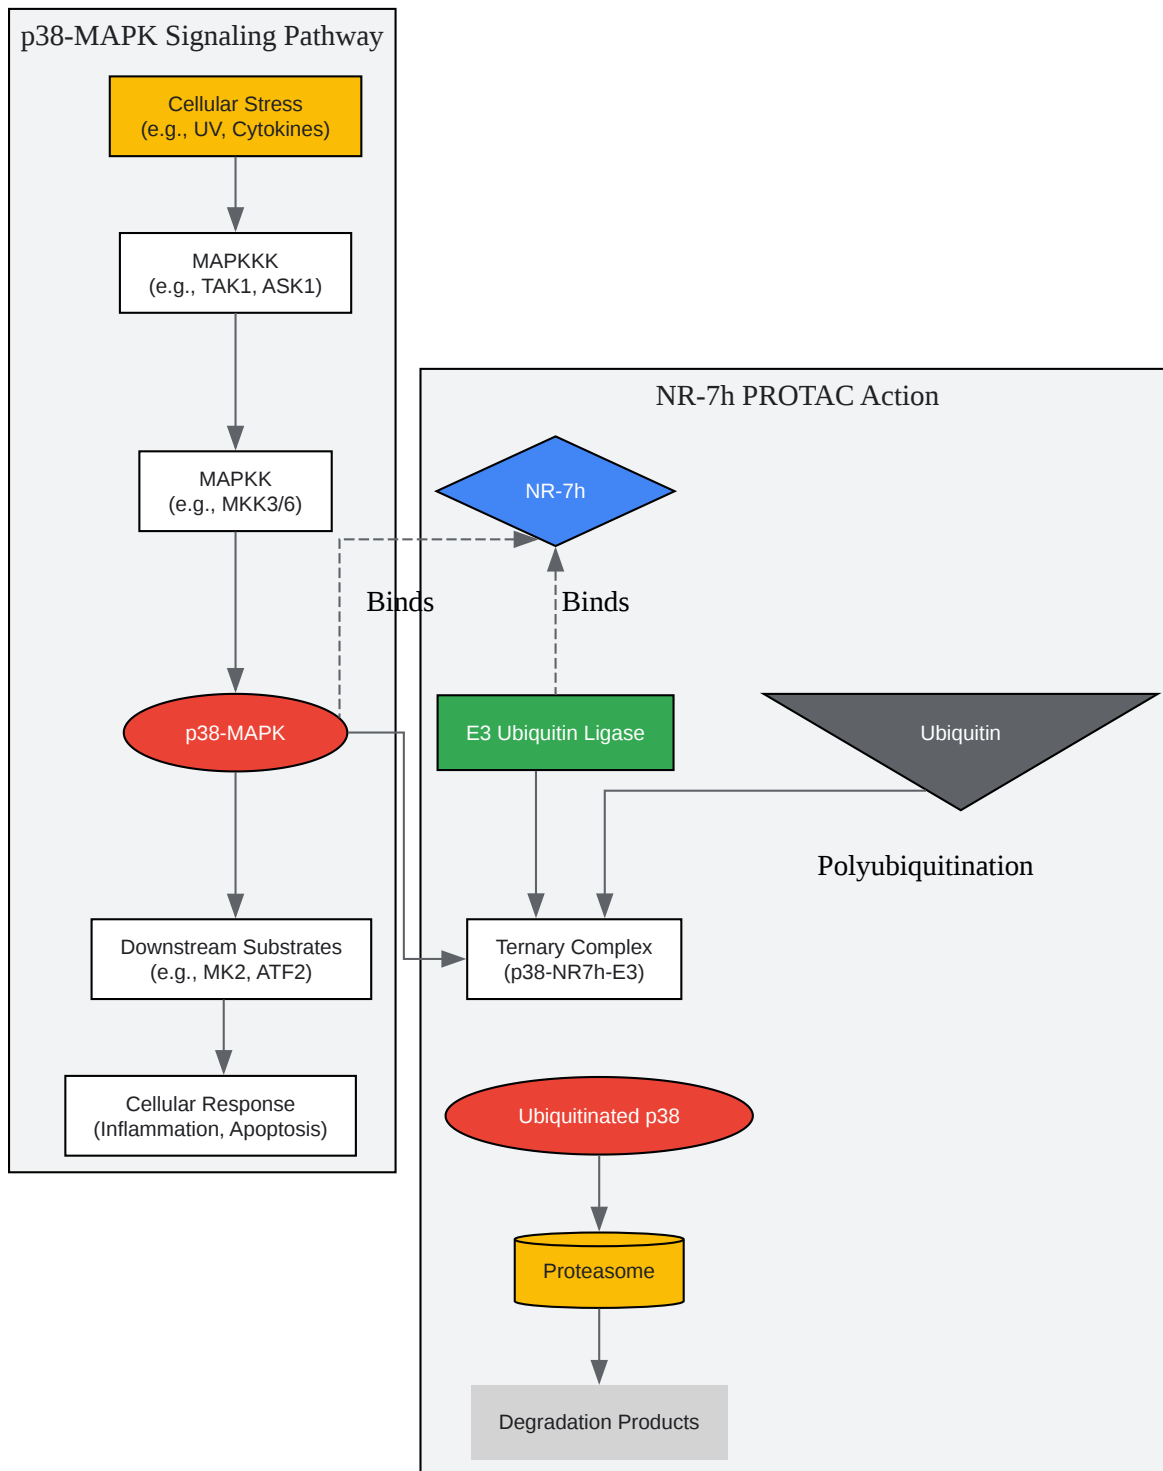 p38-MAPK Signaling Pathway
Cellular Stress
(e.g., UV, Cytokines)
MAPKKK
(e.g., TAK1, ASK1)
MAPKK
(e.g., MKK3/6)
p38-MAPK
Downstream Substrates
(e.g., MK2, ATF2)
Cellular Response
(Inflammation, Apoptosis)
NR-7h PROTAC Action
NR-7h
Binds
Binds
E3 Ubiquitin Ligase
Ubiquitin
Polyubiquitination
Ternary Complex
(p38-NR7h-E3)
Ubiquitinated p38
Proteasome
Degradation Products